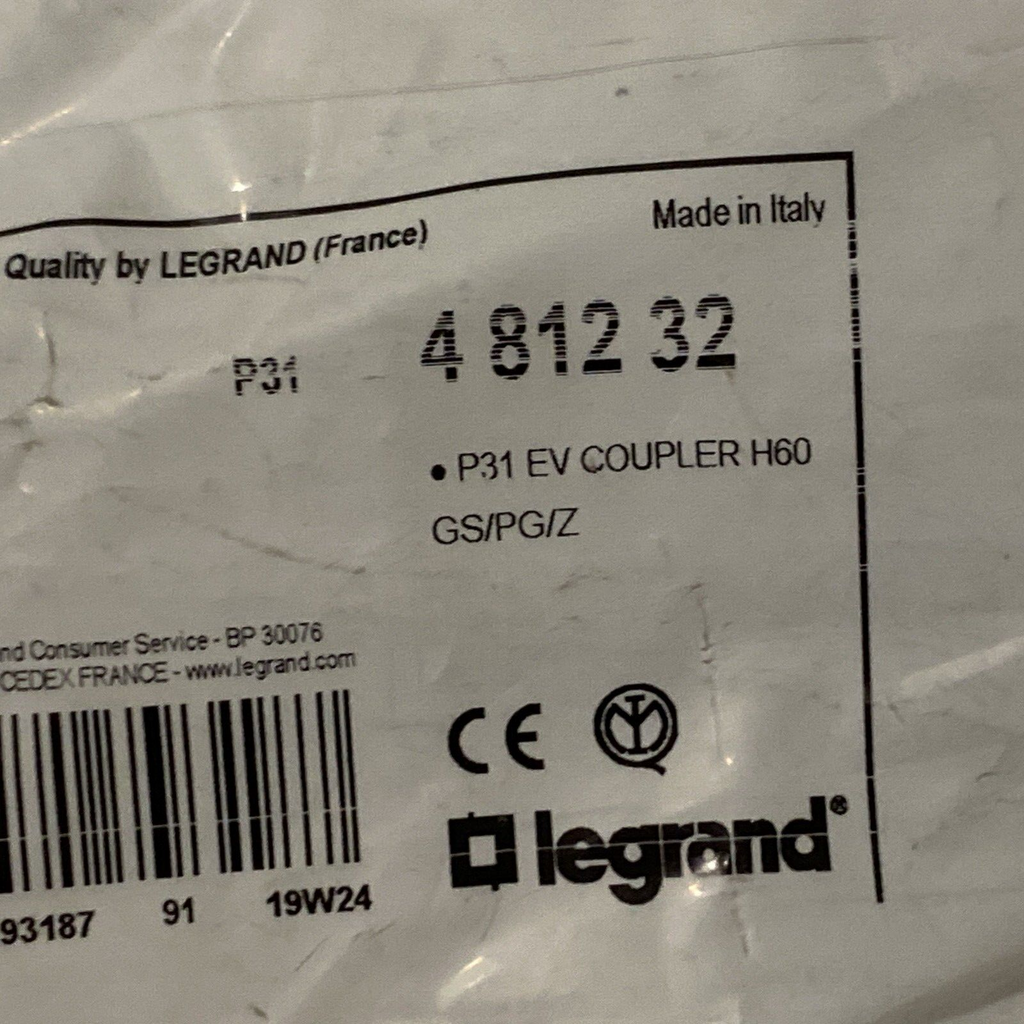 Made in Italy
Quality by LEGRAND (France)
P31 4 812 32
• P31 EV COUPLER H60
GS/PG/Z
nd Consumer Service - BP 30076
CEDEX FRANCE - www.legrand.com
CE IMQ
legrand®
93187 91 19W24